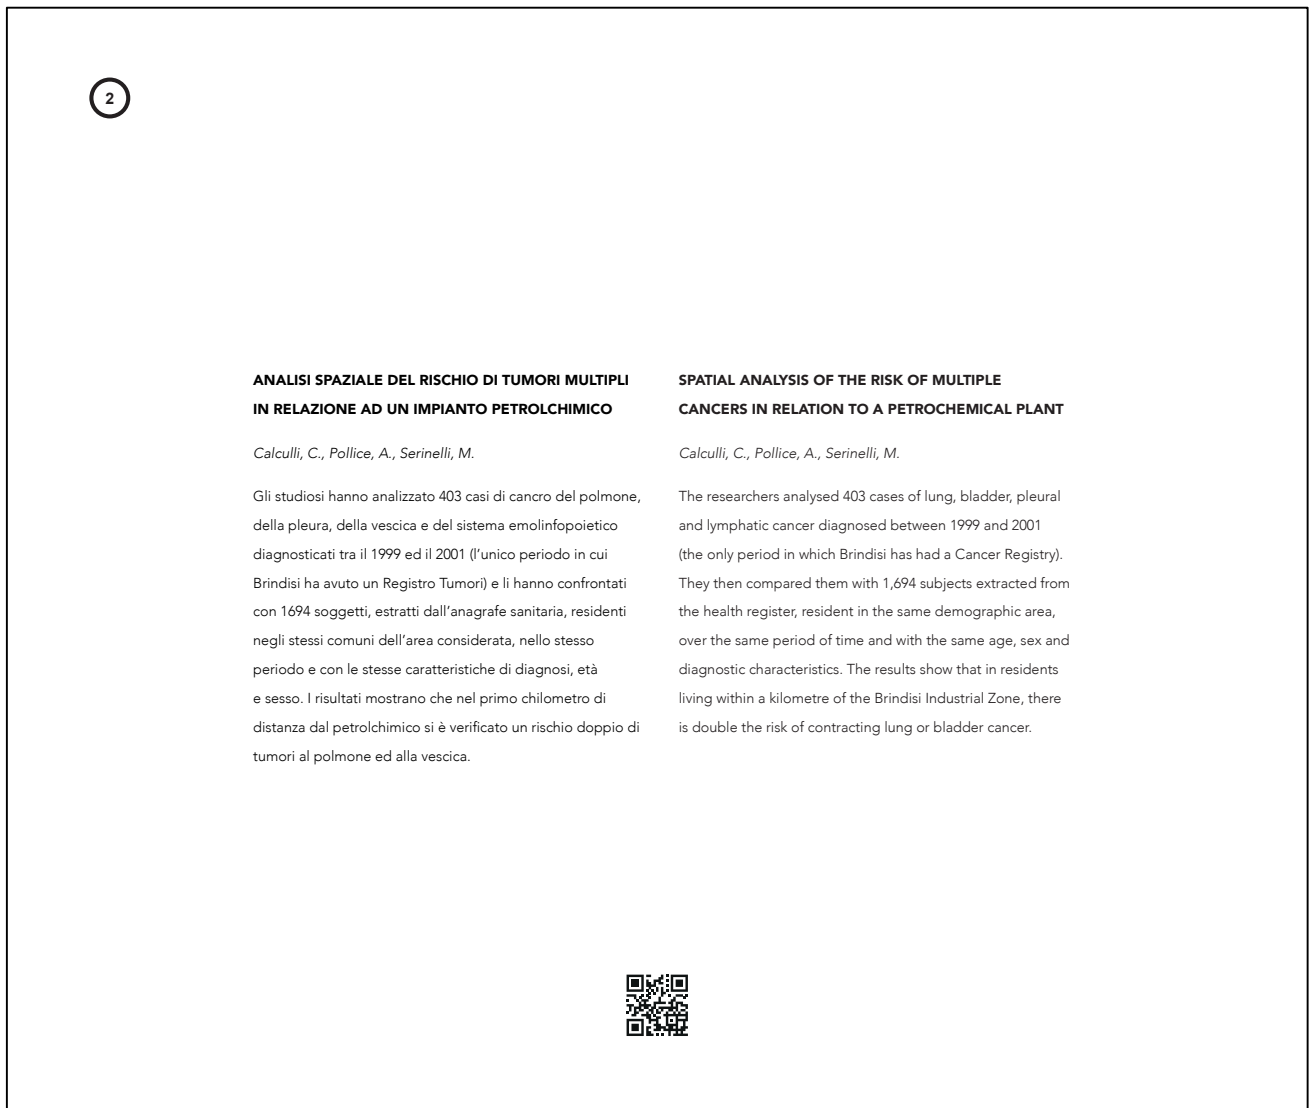 2
ANALISI SPAZIALE DEL RISCHIO DI TUMORI MULTIPLI
IN RELAZIONE AD UN IMPIANTO PETROLCHIMICO
Calculli, C., Pollice, A., Serinelli, M.
Gli studiosi hanno analizzato 403 casi di cancro del polmone,
della pleura, della vescica e del sistema emolinfopoietico
diagnosticati tra il 1999 ed il 2001 (l’unico periodo in cui
Brindisi ha avuto un Registro Tumori) e li hanno confrontati
con 1694 soggetti, estratti dall’anagrafe sanitaria, residenti
negli stessi comuni dell’area considerata, nello stesso
periodo e con le stesse caratteristiche di diagnosi, età
e sesso. I risultati mostrano che nel primo chilometro di
distanza dal petrolchimico si è verificato un rischio doppio di
tumori al polmone ed alla vescica.
SPATIAL ANALYSIS OF THE RISK OF MULTIPLE
CANCERS IN RELATION TO A PETROCHEMICAL PLANT
Calculli, C., Pollice, A., Serinelli, M.
The researchers analysed 403 cases of lung, bladder, pleural
and lymphatic cancer diagnosed between 1999 and 2001
(the only period in which Brindisi has had a Cancer Registry).
They then compared them with 1,694 subjects extracted from
the health register, resident in the same demographic area,
over the same period of time and with the same age, sex and
diagnostic characteristics. The results show that in residents
living within a kilometre of the Brindisi Industrial Zone, there
is double the risk of contracting lung or bladder cancer.